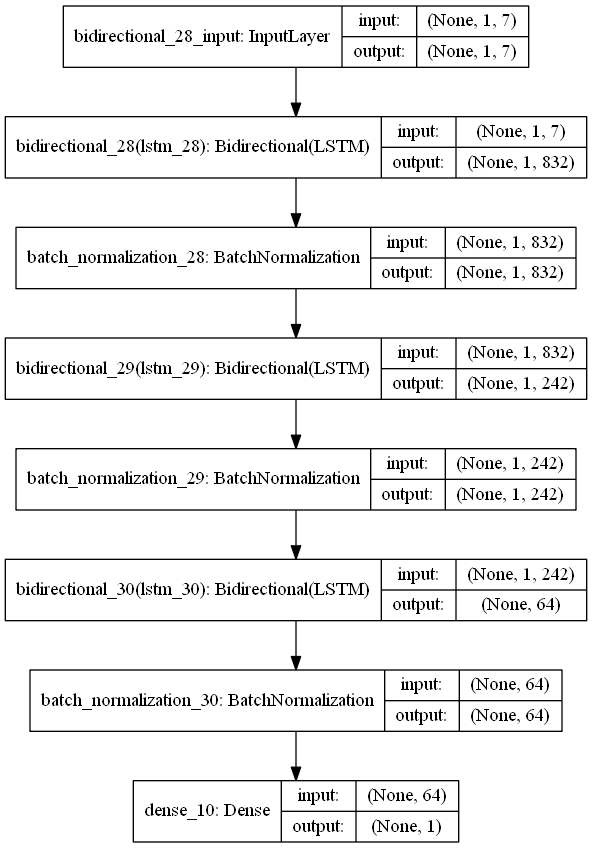 bidirectional_28_input: InputLayer
input: (None, 1, 7)
output: (None, 1, 7)
bidirectional_28(lstm_28): Bidirectional(LSTM)
input: (None, 1, 7)
output: (None, 1, 832)
batch_normalization_28: BatchNormalization
input: (None, 1, 832)
output: (None, 1, 832)
bidirectional_29(lstm_29): Bidirectional(LSTM)
input: (None, 1, 832)
output: (None, 1, 242)
batch_normalization_29: BatchNormalization
input: (None, 1, 242)
output: (None, 1, 242)
bidirectional_30(lstm_30): Bidirectional(LSTM)
input: (None, 1, 242)
output: (None, 64)
batch_normalization_30: BatchNormalization
input: (None, 64)
output: (None, 64)
dense_10: Dense
input: (None, 64)
output: (None, 1)